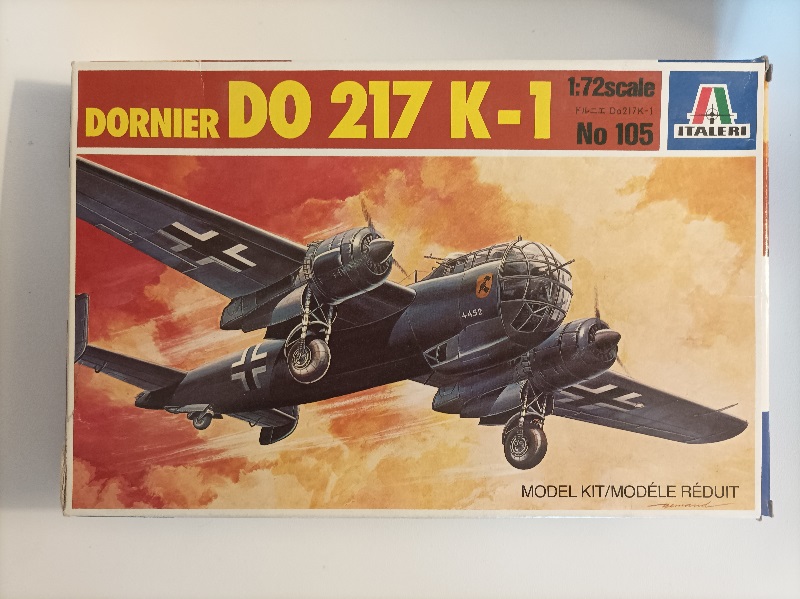 DORNIER DO 217 K-1
1:72scale
ドルニエ Do217K-1
No 105
ITALERI
4452
MODEL KIT/MODÉLE RÉDUIT